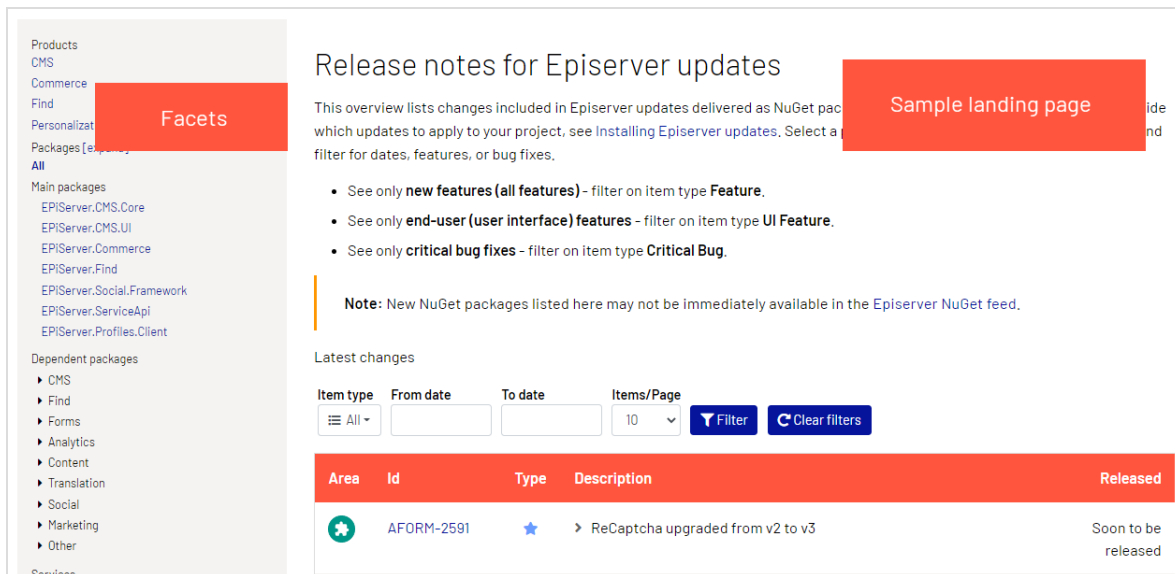 Products
CMS
Commerce
Find
Personalizat
Packages [e
All
Main packages
EPiServer.CMS.Core
EPiServer.CMS.UI
EPiServer.Commerce
EPiServer.Find
EPiServer.Social.Framework
EPiServer.ServiceApi
EPiServer.Profiles.Client
Dependent packages
CMS
Find
Forms
Analytics
Content
Translation
Social
Marketing
Other
Facets
Sample landing page
Release notes for Episerver updates
This overview lists changes included in Episerver updates delivered as NuGet pac ide
which updates to apply to your project, see Installing Episerver updates. Select a nd
filter for dates, features, or bug fixes.
• See only new features (all features) - filter on item type Feature.
• See only end-user (user interface) features - filter on item type UI Feature.
• See only critical bug fixes - filter on item type Critical Bug.
Note: New NuGet packages listed here may not be immediately available in the Episerver NuGet feed.
Latest changes
Item type From date To date Items/Page
All 10 Filter Clear filters
Area Id Type Description Released
AFORM-2591 ReCaptcha upgraded from v2 to v3 Soon to be
released